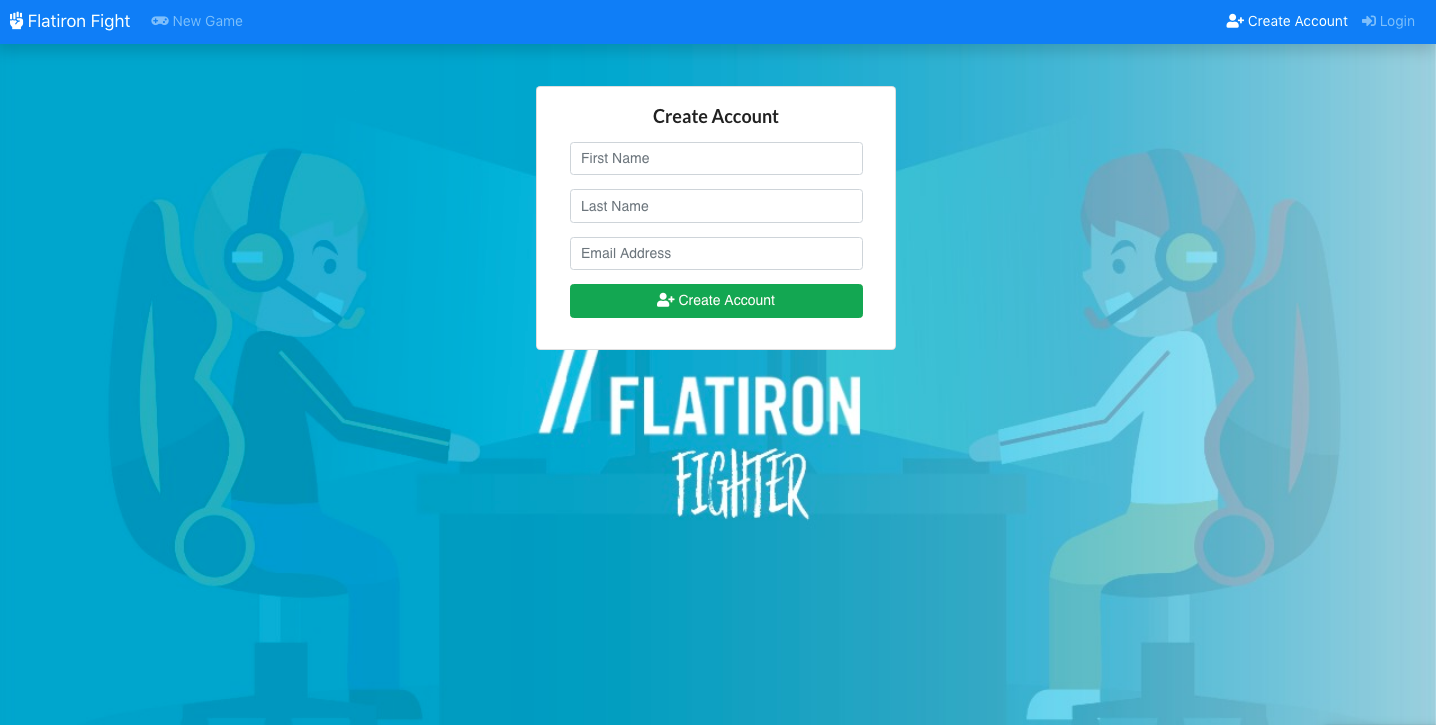 Flatiron Fight New Game Create Account Login
Create Account
First Name
Last Name
Email Address
Create Account
// FLATIRON
FIGHTER